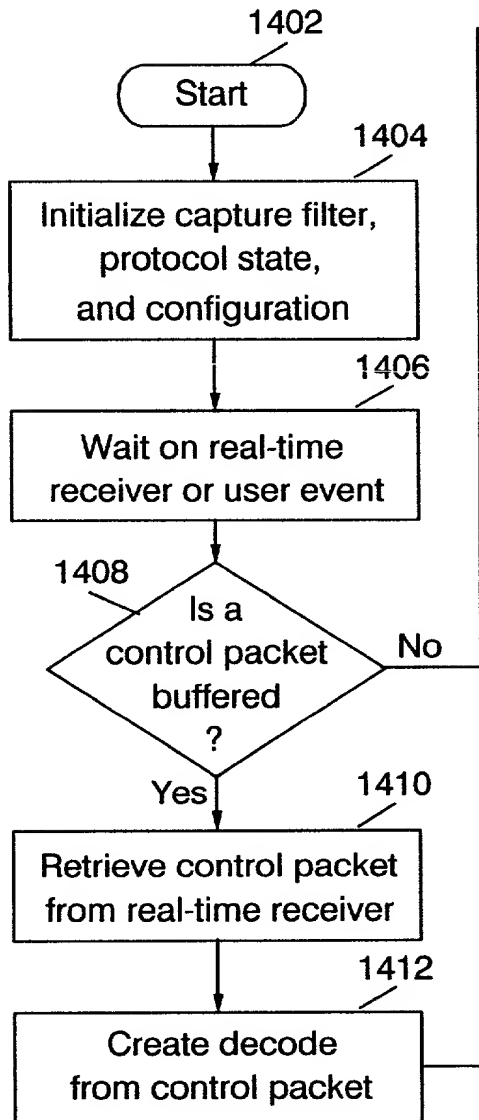 1402
Start
1404
Initialize capture filter,
protocol state,
and configuration
1406
Wait on real-time
receiver or user event
1408
Is a
control packet
buffered
?
No
Yes
1410
Retrieve control packet
from real-time receiver
1412
Create decode
from control packet